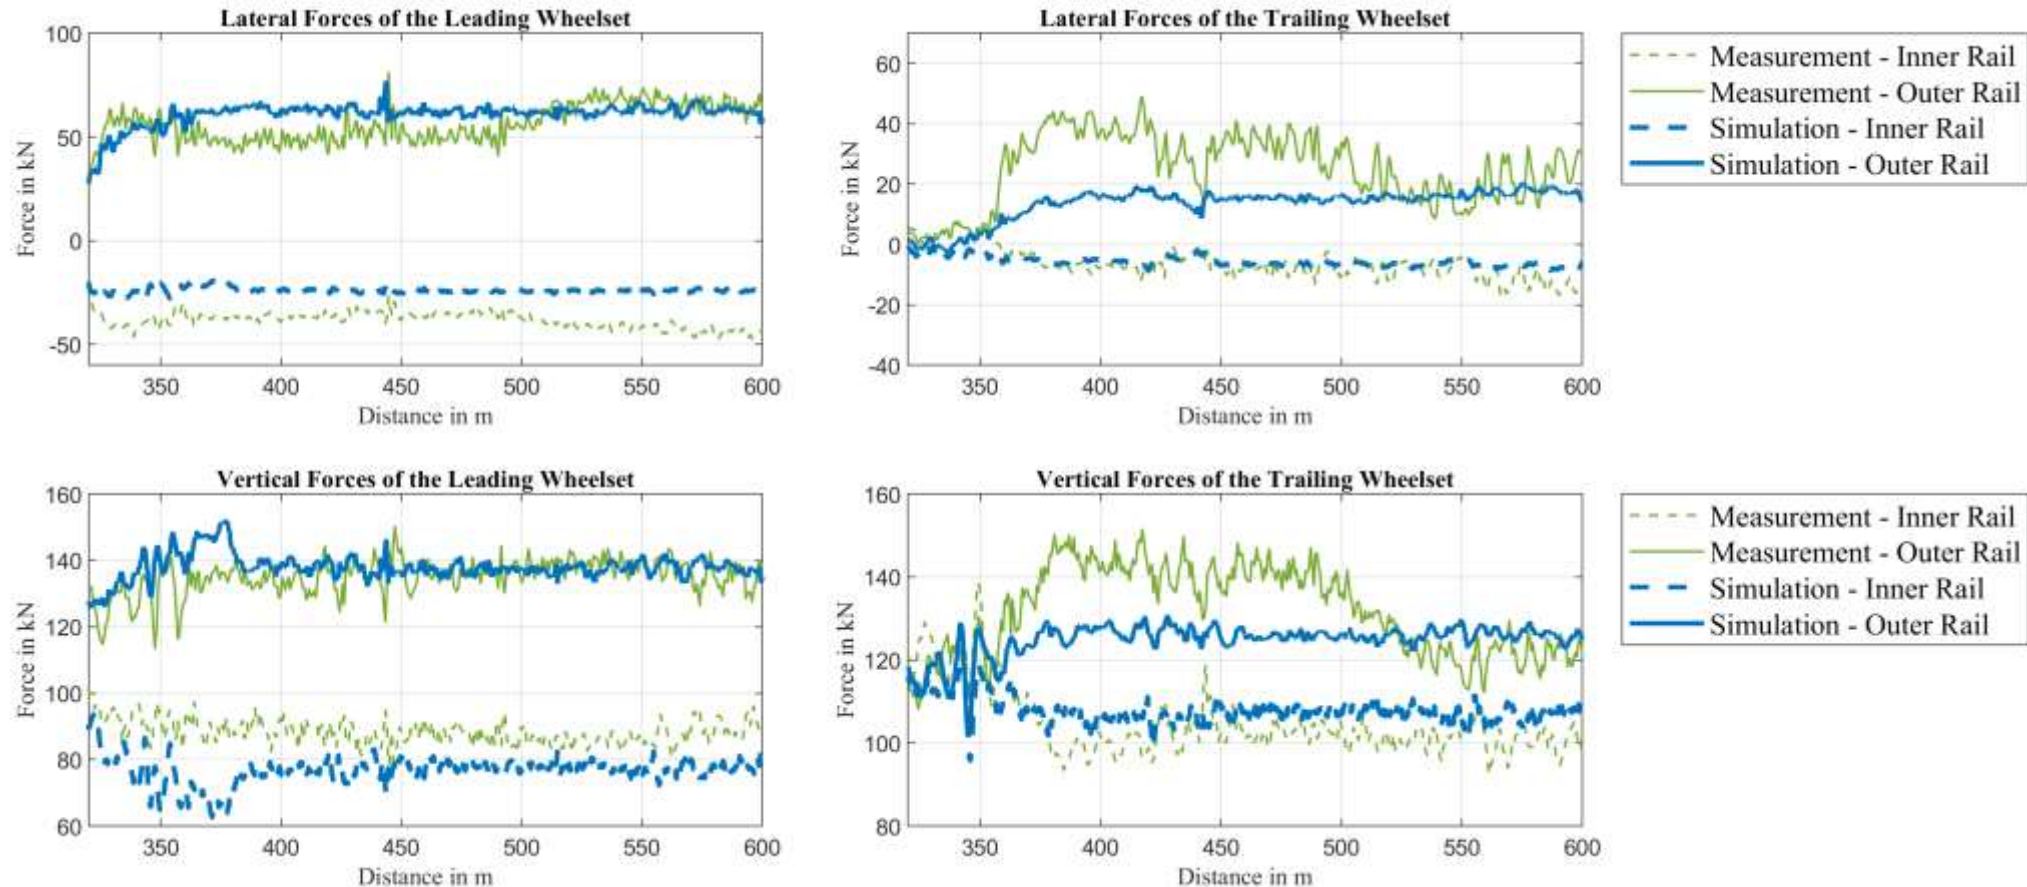 Lateral Forces of the Leading Wheelset
100
50
0
-50
Force in kN
350 400 450 500 550 600
Distance in m
Lateral Forces of the Trailing Wheelset
60
40
20
0
-20
-40
Force in kN
350 400 450 500 550 600
Distance in m
Measurement - Inner Rail
Measurement - Outer Rail
Simulation - Inner Rail
Simulation - Outer Rail
Vertical Forces of the Leading Wheelset
160
140
120
100
80
60
Force in kN
350 400 450 500 550 600
Distance in m
Vertical Forces of the Trailing Wheelset
160
140
120
100
80
Force in kN
350 400 450 500 550 600
Distance in m
Measurement - Inner Rail
Measurement - Outer Rail
Simulation - Inner Rail
Simulation - Outer Rail